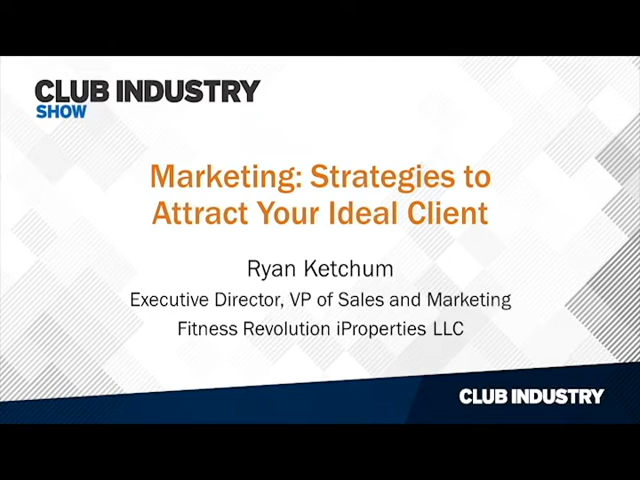 CLUB INDUSTRY
SHOW
Marketing: Strategies to
Attract Your Ideal Client
Ryan Ketchum
Executive Director, VP of Sales and Marketing
Fitness Revolution iProperties LLC
CLUB INDUSTRY